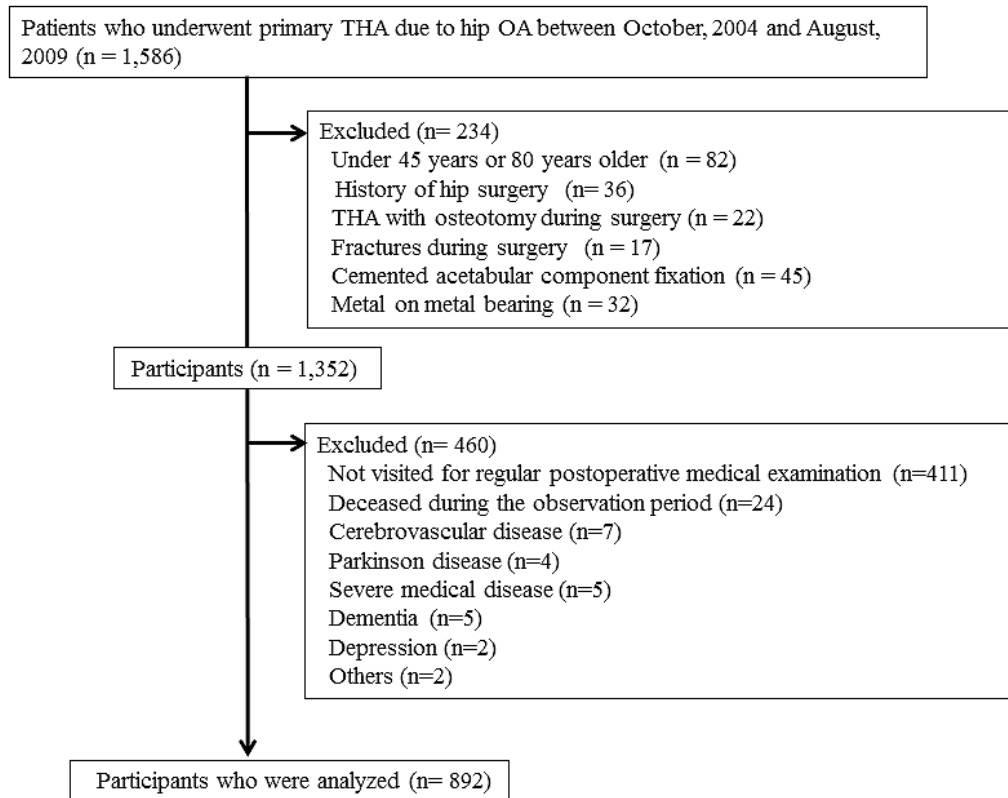 Patients who underwent primary THA due to hip OA between October, 2004 and August,
2009 (n = 1,586)
Excluded (n= 234)
Under 45 years or 80 years older (n = 82)
History of hip surgery (n= 36)
THA with osteotomy during surgery (n = 22)
Fractures during surgery (n = 17)
Cemented acetabular component fixation (n = 45)
Metal on metal bearing (n = 32)
Participants (n = 1,352)
Excluded (n= 460)
Not visited for regular postoperative medical examination (n=411)
Deceased during the observation period (n=24)
Cerebrovascular disease (n=7)
Parkinson disease (n=4)
Severe medical disease (n=5)
Dementia (n=5)
Depression (n=2)
Others (n=2)
Participants who were analyzed (n= 892)